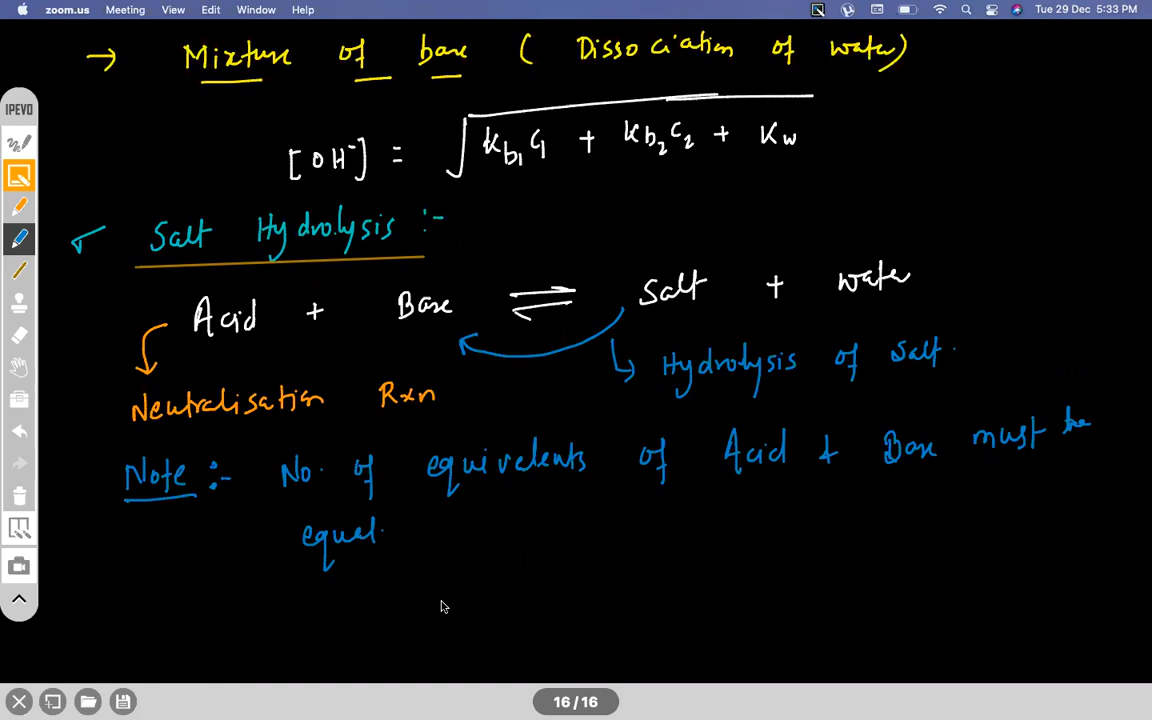 zoom.us Meeting View Edit Window Help Tue 29 Dec 5:33 PM
→ Mixture of base ( Dissociation of water)
IPEVO
[OH⁻] = √(Kb₁C₁ + Kb₂C₂ + Kw)
Salt Hydrolysis :-
Acid + Base ⇌ Salt + water
↳ Hydrolysis of Salt.
Neutralisation Rxn
Note :- No. of equivalents of Acid & Base must be
equal.
16 / 16